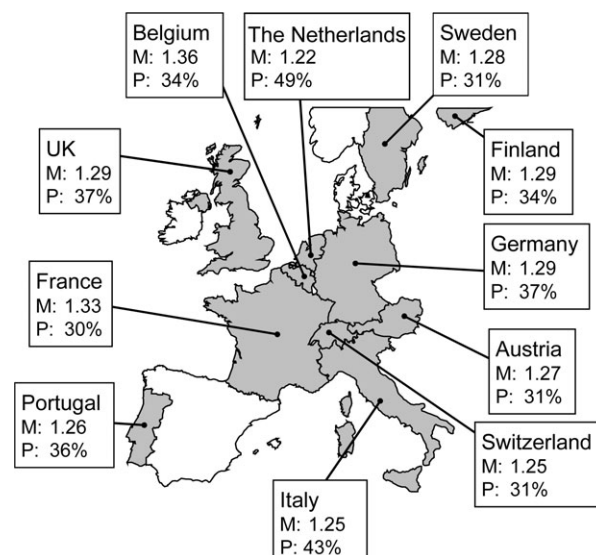 Belgium
M: 1.36
P: 34%
The Netherlands
M: 1.22
P: 49%
Sweden
M: 1.28
P: 31%
UK
M: 1.29
P: 37%
Finland
M: 1.29
P: 34%
Germany
M: 1.29
P: 37%
France
M: 1.33
P: 30%
Austria
M: 1.27
P: 31%
Portugal
M: 1.26
P: 36%
Switzerland
M: 1.25
P: 31%
Italy
M: 1.25
P: 43%